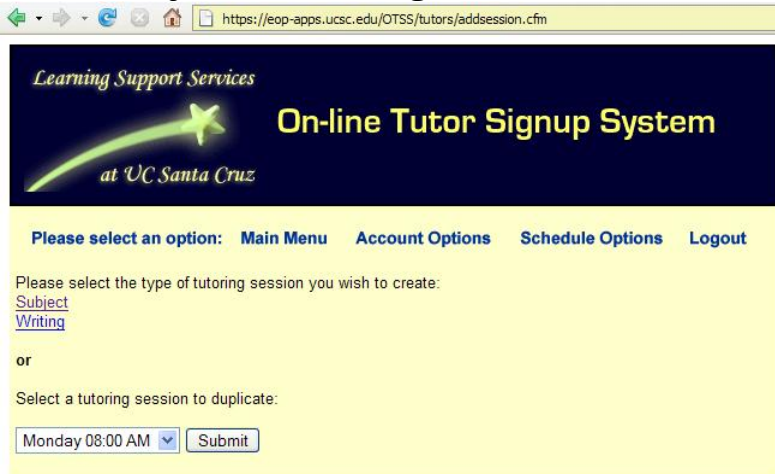 https://eop-apps.ucsc.edu/OTSS/tutors/addsession.cfm
Learning Support Services
at UC Santa Cruz
On-line Tutor Signup System
Please select an option: Main Menu Account Options Schedule Options Logout
Please select the type of tutoring session you wish to create:
Subject
Writing
or
Select a tutoring session to duplicate:
Monday 08:00 AM Submit